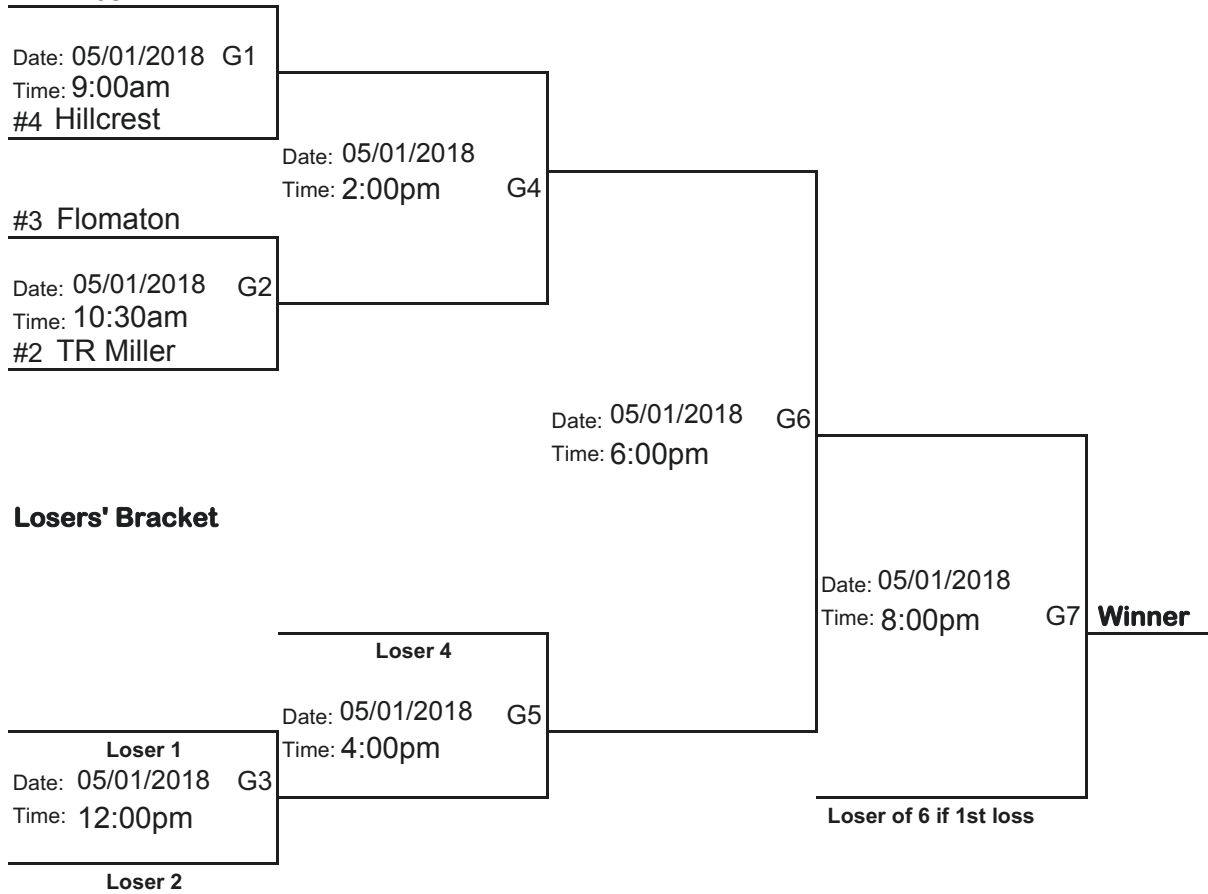 Date: 05/01/2018 G1
Time: 9:00am
#4 Hillcrest
Date: 05/01/2018
Time: 2:00pm G4
#3 Flomaton
Date: 05/01/2018 G2
Time: 10:30am
#2 TR Miller
Date: 05/01/2018 G6
Time: 6:00pm
Losers' Bracket
Date: 05/01/2018
Time: 8:00pm G7 Winner
Loser 4
Date: 05/01/2018 G5
Time: 4:00pm
Loser 1
Date: 05/01/2018 G3
Time: 12:00pm
Loser of 6 if 1st loss
Loser 2